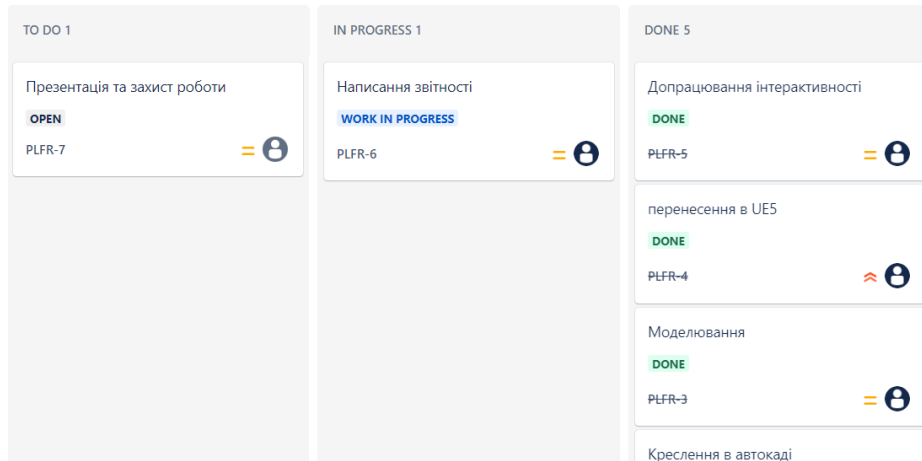 TO DO 1
Презентація та захист роботи
OPEN
PLFR-7
IN PROGRESS 1
Написання звітності
WORK IN PROGRESS
PLFR-6
DONE 5
Допрацювання інтерактивності
DONE
PLFR-5
перенесення в UE5
DONE
PLFR-4
Моделювання
DONE
PLFR-3
Креслення в автокаді